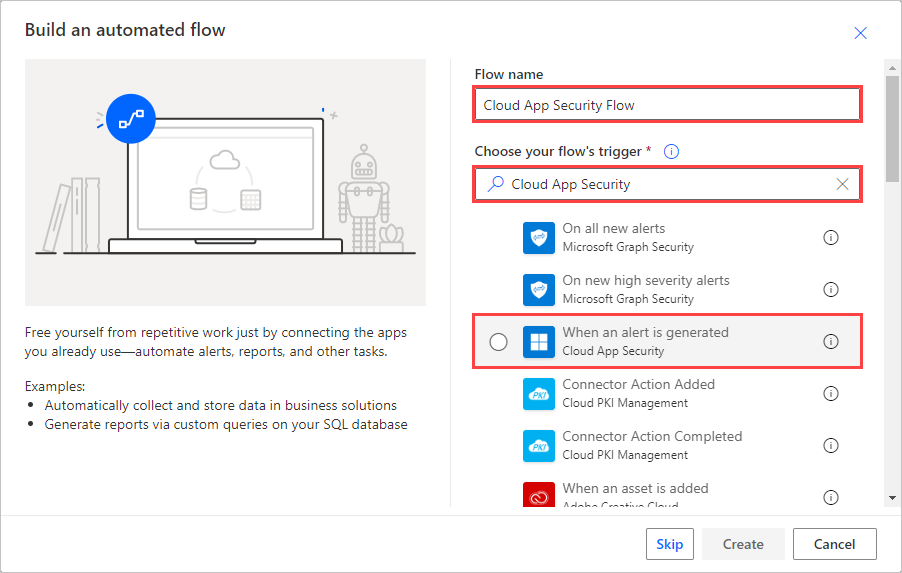 Build an automated flow
Free yourself from repetitive work just by connecting the apps
you already use—automate alerts, reports, and other tasks.
Examples:
• Automatically collect and store data in business solutions
• Generate reports via custom queries on your SQL database
Flow name
Cloud App Security Flow
Choose your flow's trigger *
Cloud App Security
On all new alerts
Microsoft Graph Security
On new high severity alerts
Microsoft Graph Security
When an alert is generated
Cloud App Security
PKI
Connector Action Added
Cloud PKI Management
PKI
Connector Action Completed
Cloud PKI Management
When an asset is added
Adobe Creative Cloud
Skip
Create
Cancel